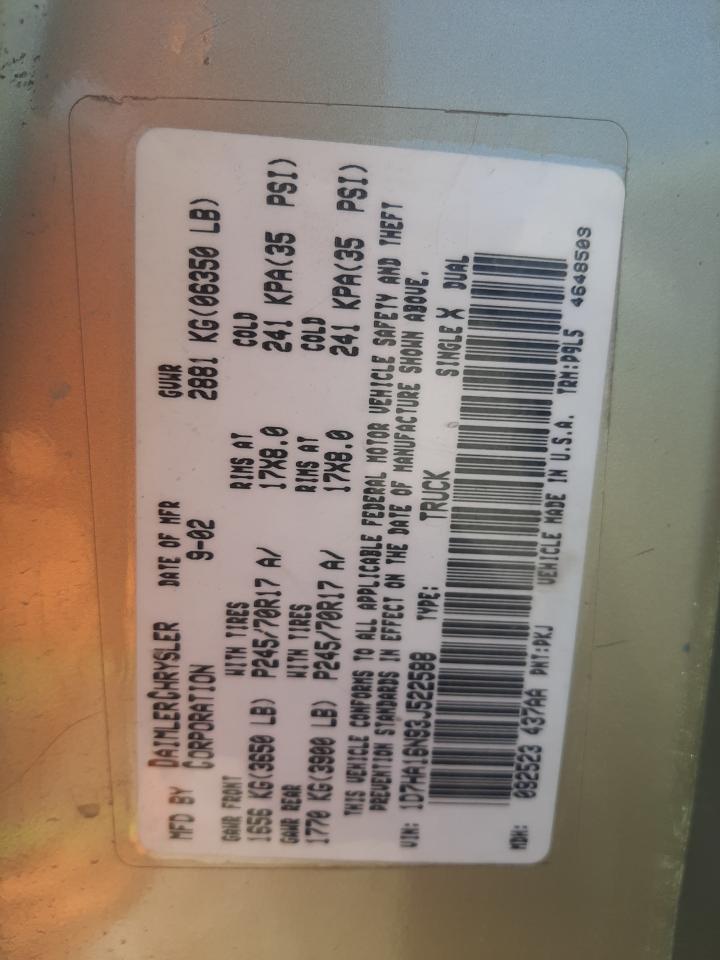 MFD BY DAIMLERCHRYSLER CORPORATION
DATE OF MFR 9-02
GVWR 2881 KG(06350 LB)
GAWR FRONT WITH TIRES RIMS AT COLD
1656 KG(3650 LB) P245/70R17 A/ 17X8.0 241 KPA(35 PSI)
GAWR REAR WITH TIRES RIMS AT COLD
1770 KG(3900 LB) P245/70R17 A/ 17X8.0 241 KPA(35 PSI)
THIS VEHICLE CONFORMS TO ALL APPLICABLE FEDERAL MOTOR VEHICLE SAFETY AND THEFT
PREVENTION STANDARDS IN EFFECT ON THE DATE OF MANUFACTURE SHOWN ABOVE.
VIN: 1D7HA16N93J522588 TYPE: TRUCK SINGLE X DUAL
MDH: 092523 437AA PNT:PKJ VEHICLE MADE IN U.S.A. TRM:P9L5 4648503